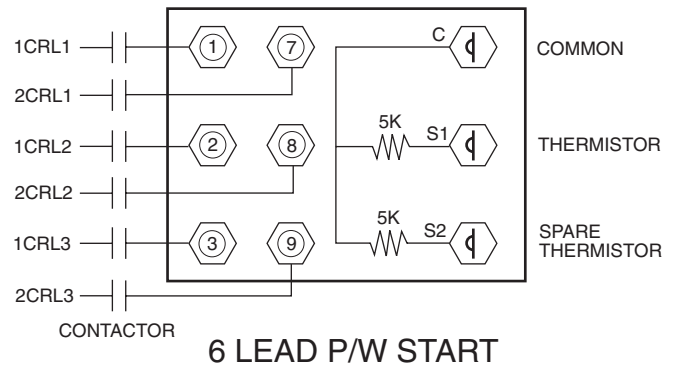 1CRL1 1 7 C COMMON
2CRL1
1CRL2 2 8 5K S1 THERMISTOR
2CRL2
1CRL3 3 9 5K S2 SPARE
THERMISTOR
2CRL3
CONTACTOR
6 LEAD P/W START